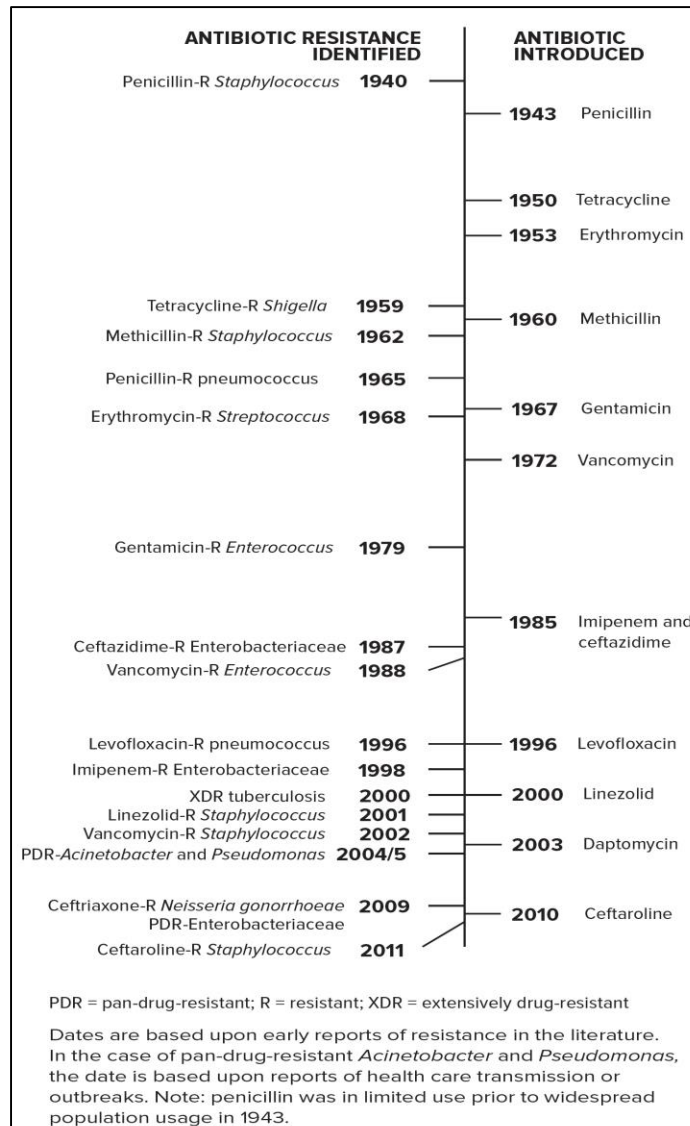 ANTIBIOTIC RESISTANCE
IDENTIFIED
ANTIBIOTIC
INTRODUCED
Penicillin-R Staphylococcus 1940
1943 Penicillin
1950 Tetracycline
1953 Erythromycin
Tetracycline-R Shigella 1959
1960 Methicillin
Methicillin-R Staphylococcus 1962
Penicillin-R pneumococcus 1965
1967 Gentamicin
Erythromycin-R Streptococcus 1968
1972 Vancomycin
Gentamicin-R Enterococcus 1979
1985 Imipenem and
ceftazidime
Ceftazidime-R Enterobacteriaceae 1987
Vancomycin-R Enterococcus 1988
Levofloxacin-R pneumococcus 1996
1996 Levofloxacin
Imipenem-R Enterobacteriaceae 1998
XDR tuberculosis 2000
2000 Linezolid
Linezolid-R Staphylococcus 2001
Vancomycin-R Staphylococcus 2002
2003 Daptomycin
PDR-Acinetobacter and Pseudomonas 2004/5
Ceftriaxone-R Neisseria gonorrhoeae 2009
PDR-Enterobacteriaceae
2010 Ceftaroline
Ceftaroline-R Staphylococcus 2011
PDR = pan-drug-resistant; R = resistant; XDR = extensively drug-resistant
Dates are based upon early reports of resistance in the literature.
In the case of pan-drug-resistant Acinetobacter and Pseudomonas,
the date is based upon reports of health care transmission or
outbreaks. Note: penicillin was in limited use prior to widespread
population usage in 1943.